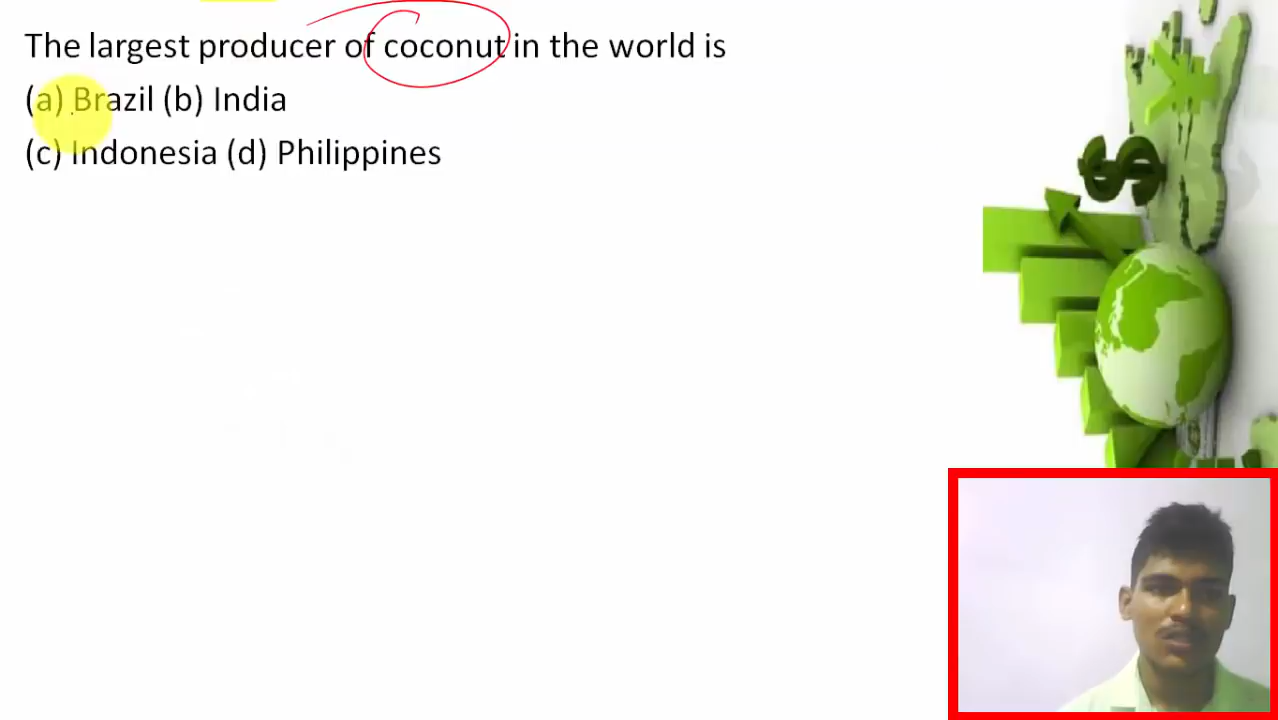 The largest producer of coconut in the world is
(a) Brazil (b) India
(c) Indonesia (d) Philippines